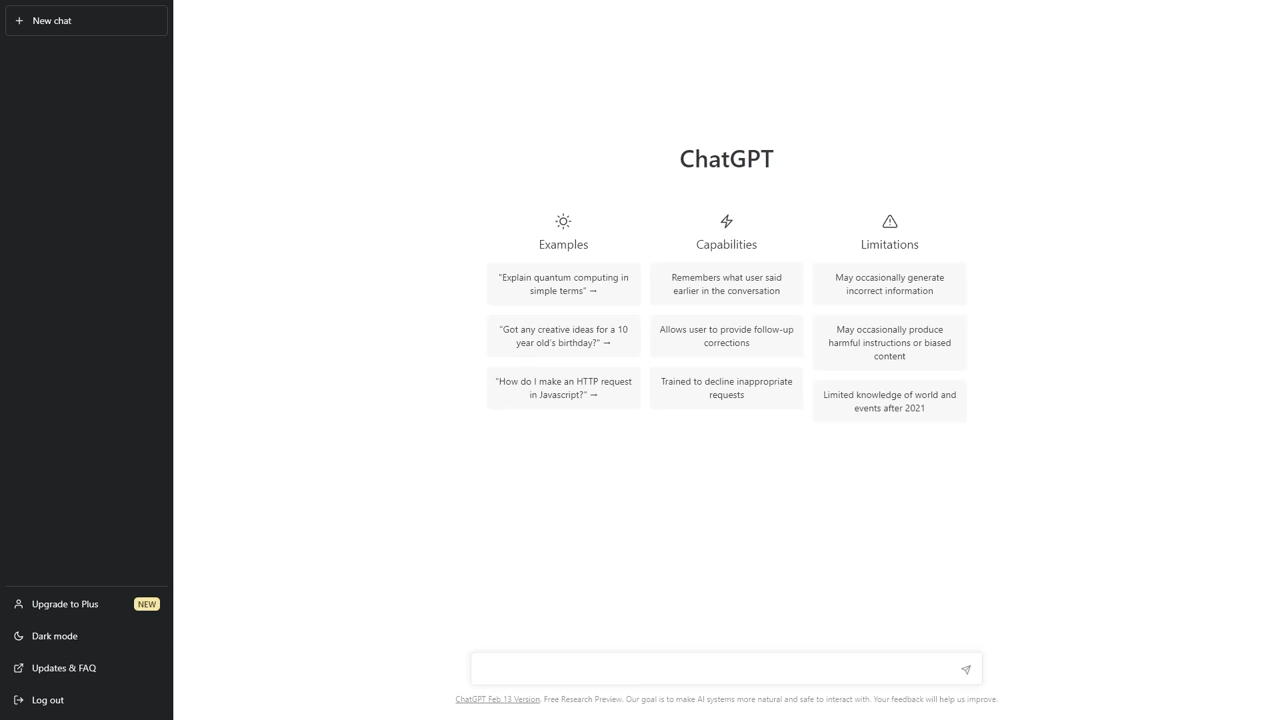 New chat
ChatGPT
Examples
"Explain quantum computing in
simple terms" →
"Got any creative ideas for a 10
year old's birthday?" →
"How do I make an HTTP request
in Javascript?" →
Capabilities
Remembers what user said
earlier in the conversation
Allows user to provide follow-up
corrections
Trained to decline inappropriate
requests
Limitations
May occasionally generate
incorrect information
May occasionally produce
harmful instructions or biased
content
Limited knowledge of world and
events after 2021
Upgrade to Plus NEW
Dark mode
Updates & FAQ
Log out
ChatGPT Feb 13 Version. Free Research Preview. Our goal is to make AI systems more natural and safe to interact with. Your feedback will help us improve.